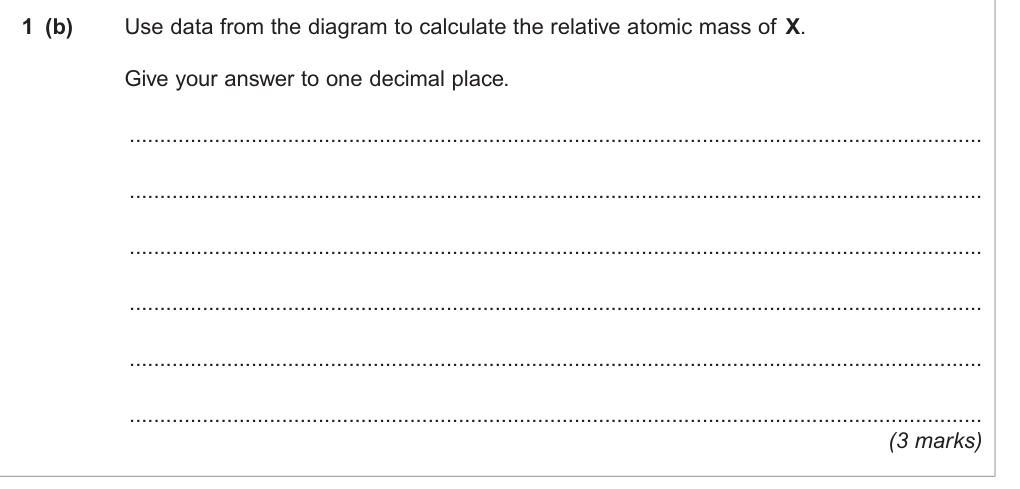 1 (b) Use data from the diagram to calculate the relative atomic mass of X.
Give your answer to one decimal place.
(3 marks)